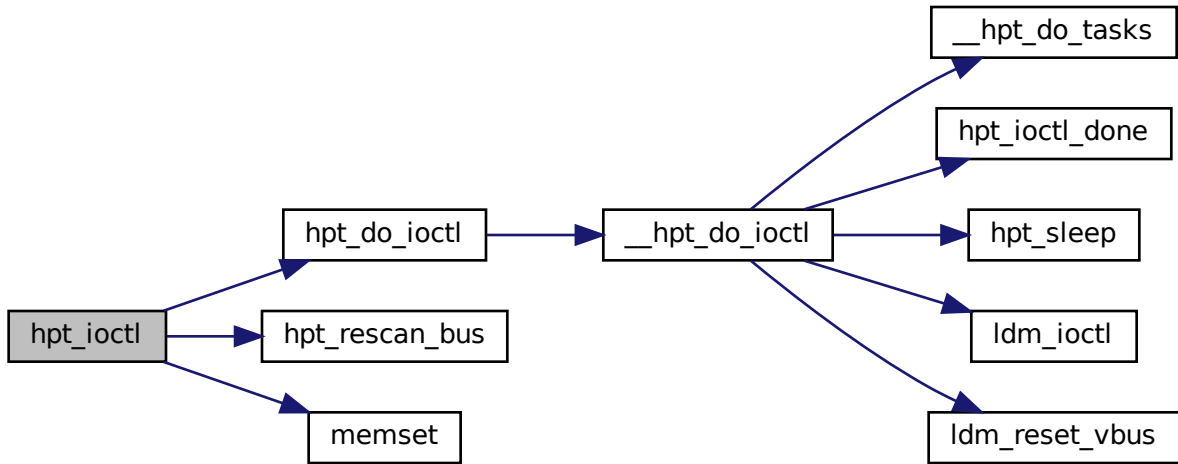 __hpt_do_tasks
hpt_ioctl_done
hpt_do_ioctl
__hpt_do_ioctl
hpt_sleep
hpt_ioctl
hpt_rescan_bus
ldm_ioctl
memset
ldm_reset_vbus